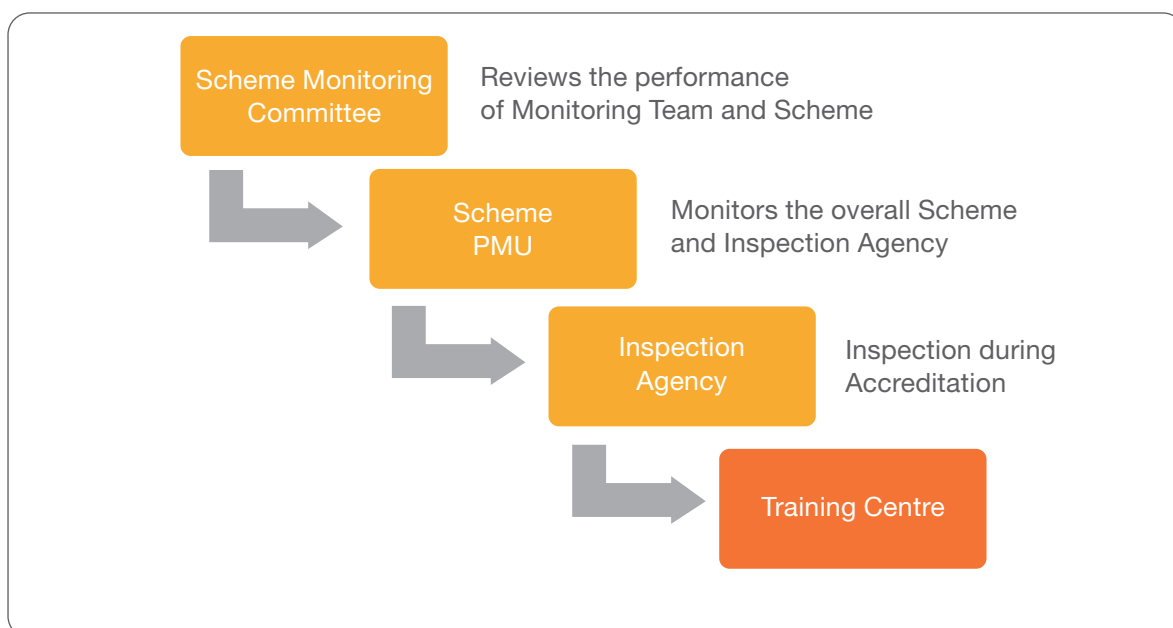 Scheme Monitoring
Committee
Reviews the performance
of Monitoring Team and Scheme
Scheme
PMU
Monitors the overall Scheme
and Inspection Agency
Inspection
Agency
Inspection during
Accreditation
Training Centre